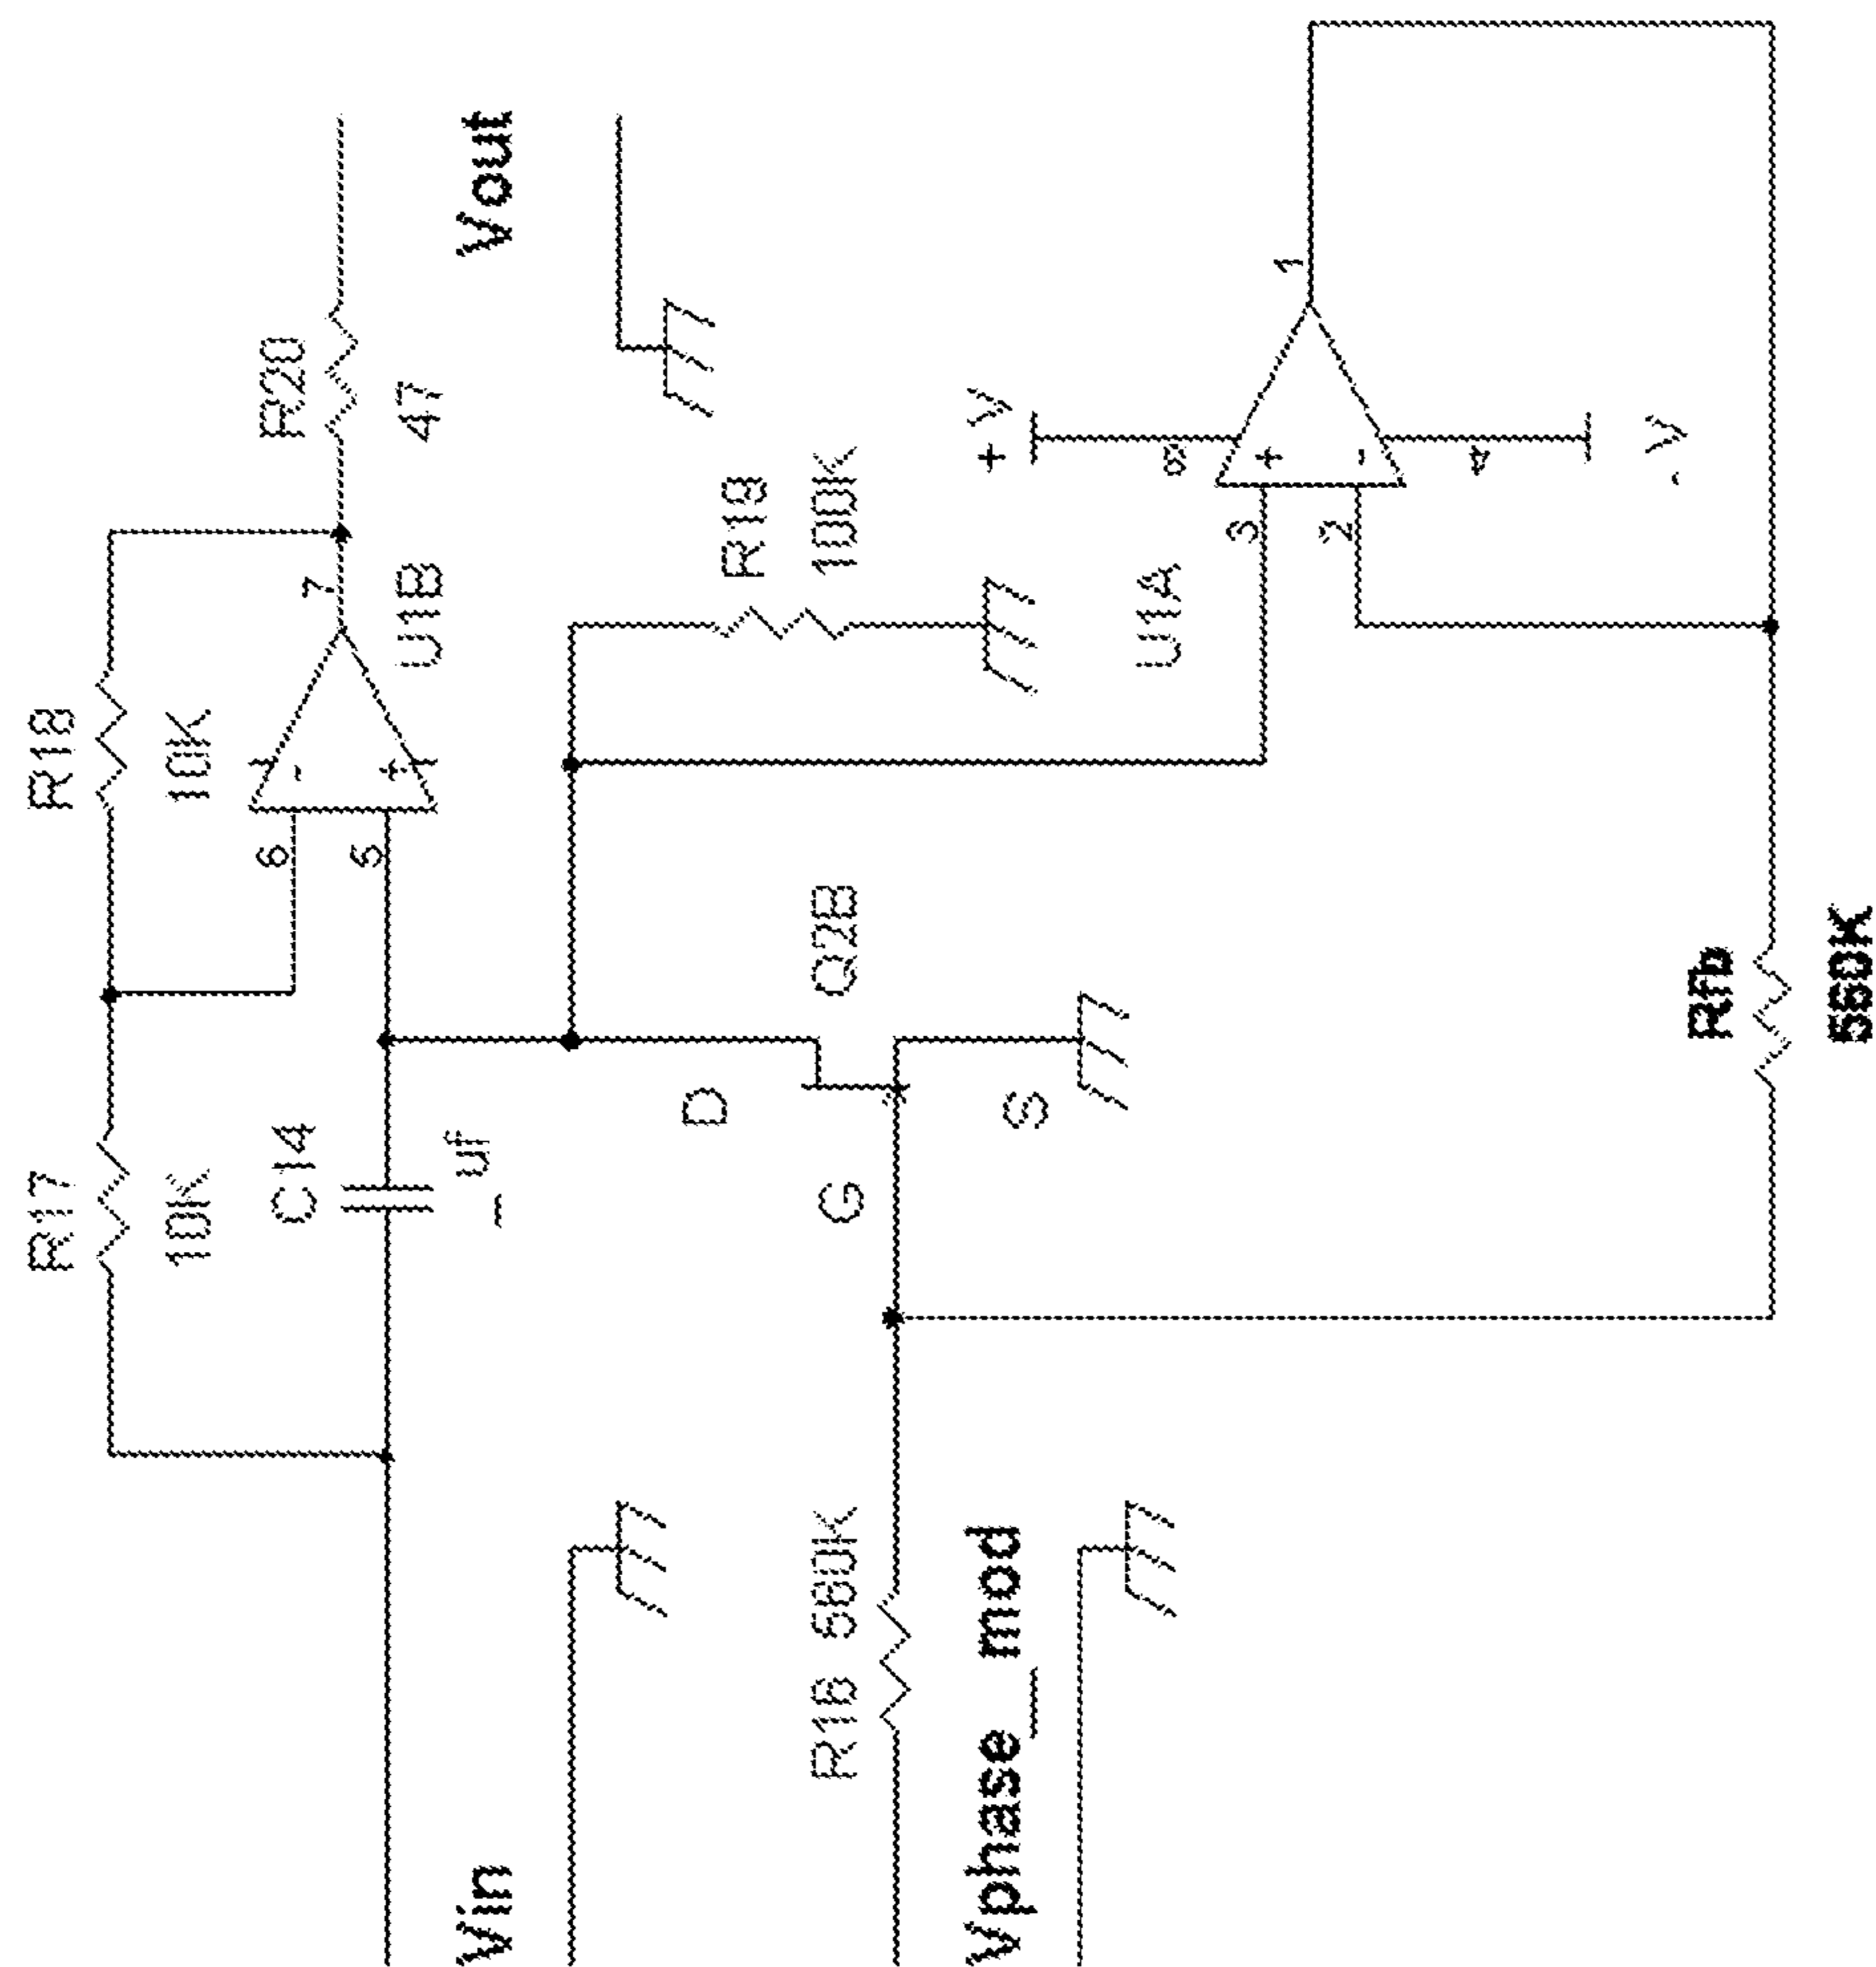 R17
R18
10K
10K
C14
R20
6
7
-
5
+
47
U1B
_uf
Vin
Vout
D
R19
R16 560K
G
Q2B
100K
Vphase_mod
S
+V
U1A
8
3
+
1
2
-
4
-V
Rfb
560K